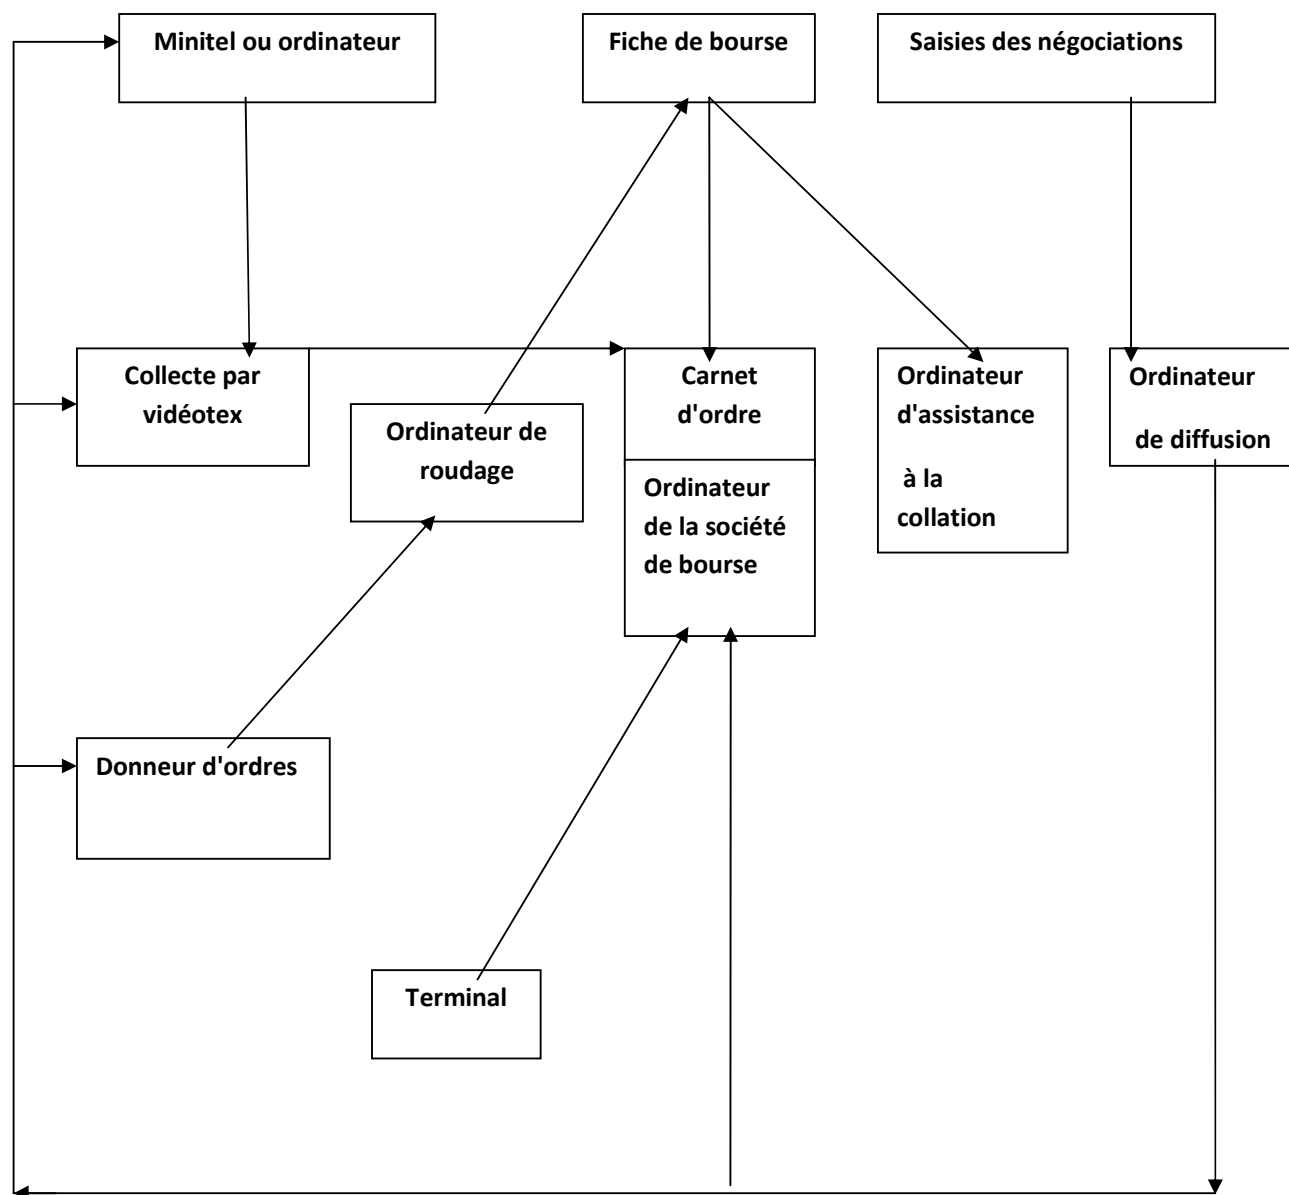 Minitel ou ordinateur
Fiche de bourse
Saisies des négociations
Collecte par
vidéotex
Ordinateur de
roudage
Carnet
d'ordre
Ordinateur
de la société
de bourse
Ordinateur
d'assistance
à la
collation
Ordinateur
de diffusion
Donneur d'ordres
Terminal